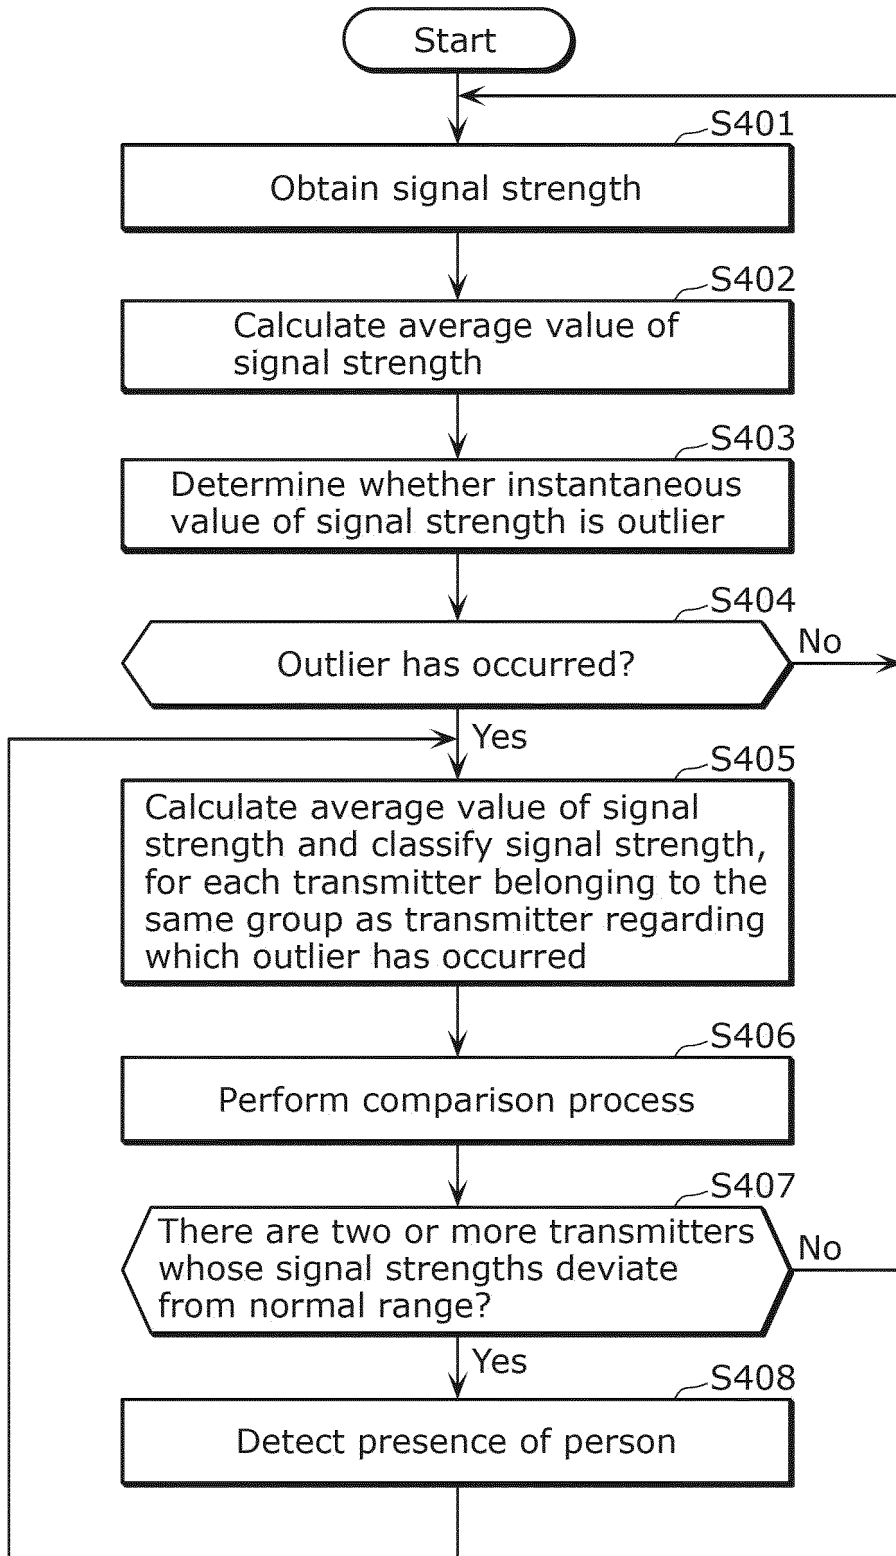 Start
S401
Obtain signal strength
S402
Calculate average value of
signal strength
S403
Determine whether instantaneous
value of signal strength is outlier
S404
Outlier has occurred?
No
Yes
S405
Calculate average value of signal
strength and classify signal strength,
for each transmitter belonging to the
same group as transmitter regarding
which outlier has occurred
S406
Perform comparison process
S407
There are two or more transmitters
whose signal strengths deviate
from normal range?
No
Yes
S408
Detect presence of person